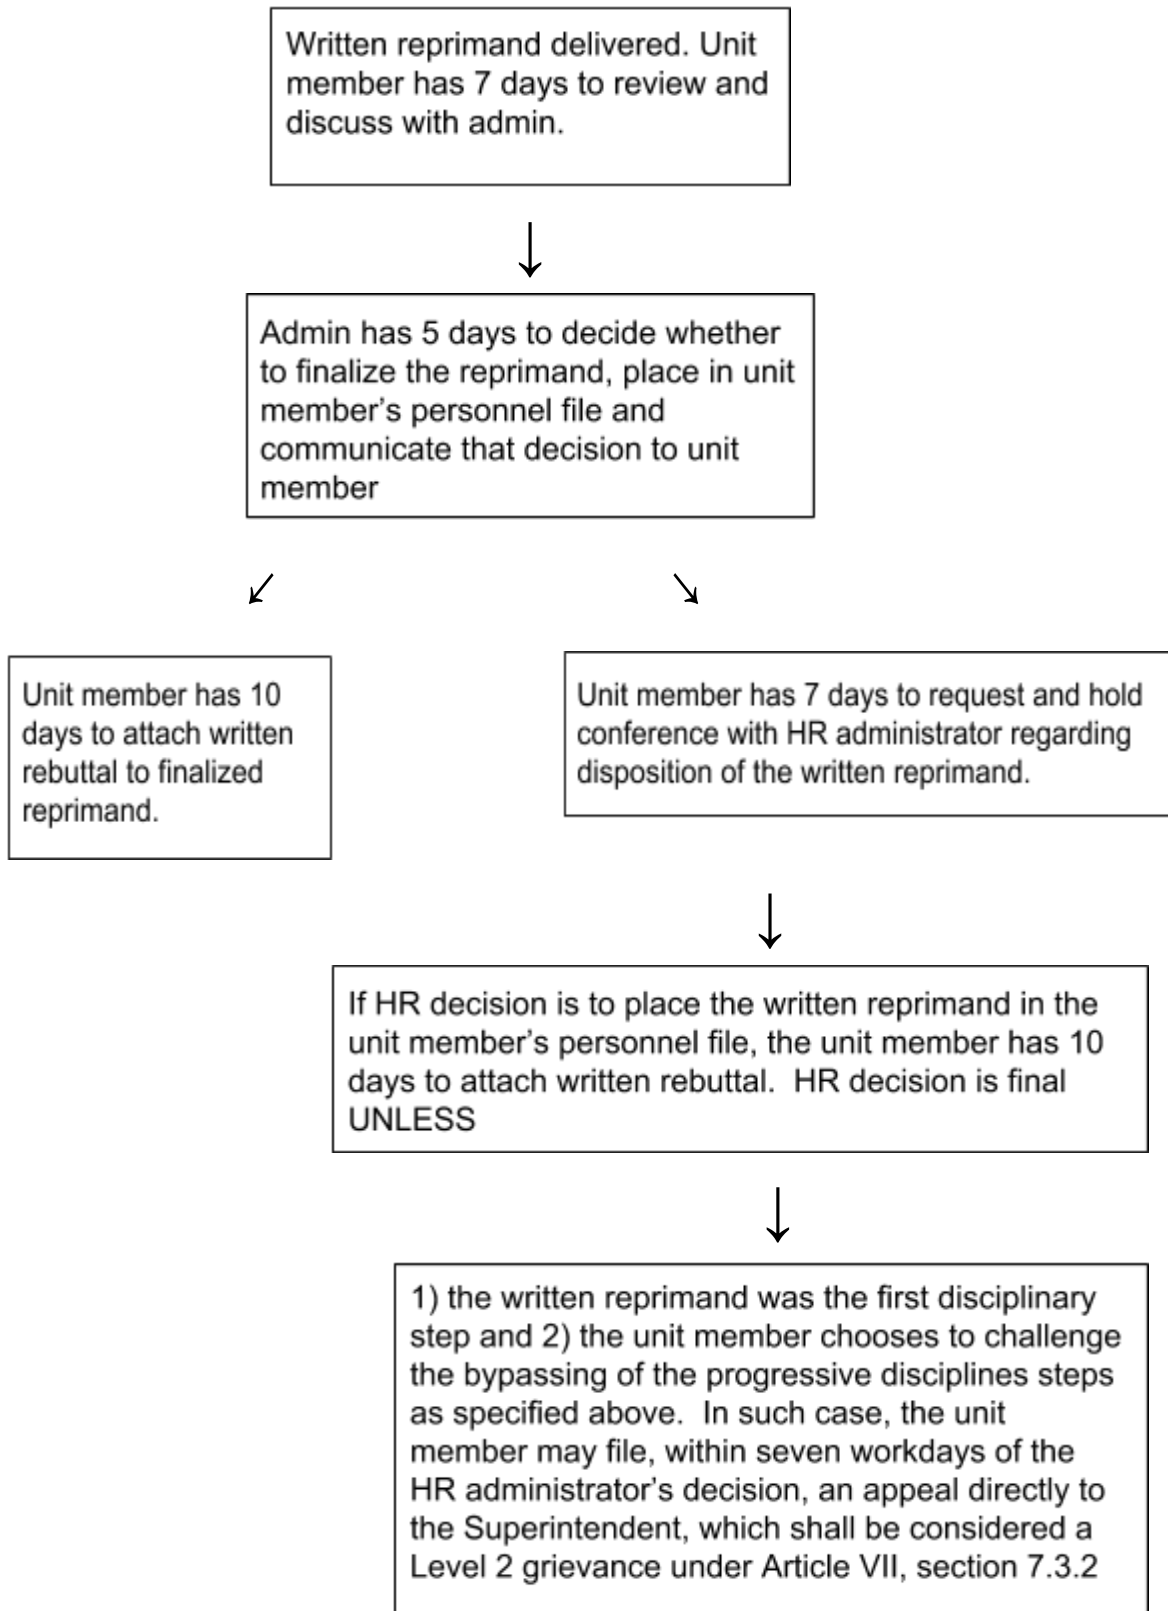 Written reprimand delivered. Unit
member has 7 days to review and
discuss with admin.
Admin has 5 days to decide whether
to finalize the reprimand, place in unit
member’s personnel file and
communicate that decision to unit
member
Unit member has 10
days to attach written
rebuttal to finalized
reprimand.
Unit member has 7 days to request and hold
conference with HR administrator regarding
disposition of the written reprimand.
If HR decision is to place the written reprimand in the
unit member’s personnel file, the unit member has 10
days to attach written rebuttal.  HR decision is final
UNLESS
1) the written reprimand was the first disciplinary
step and 2) the unit member chooses to challenge
the bypassing of the progressive disciplines steps
as specified above.  In such case, the unit
member may file, within seven workdays of the
HR administrator’s decision, an appeal directly to
the Superintendent, which shall be considered a
Level 2 grievance under Article VII, section 7.3.2